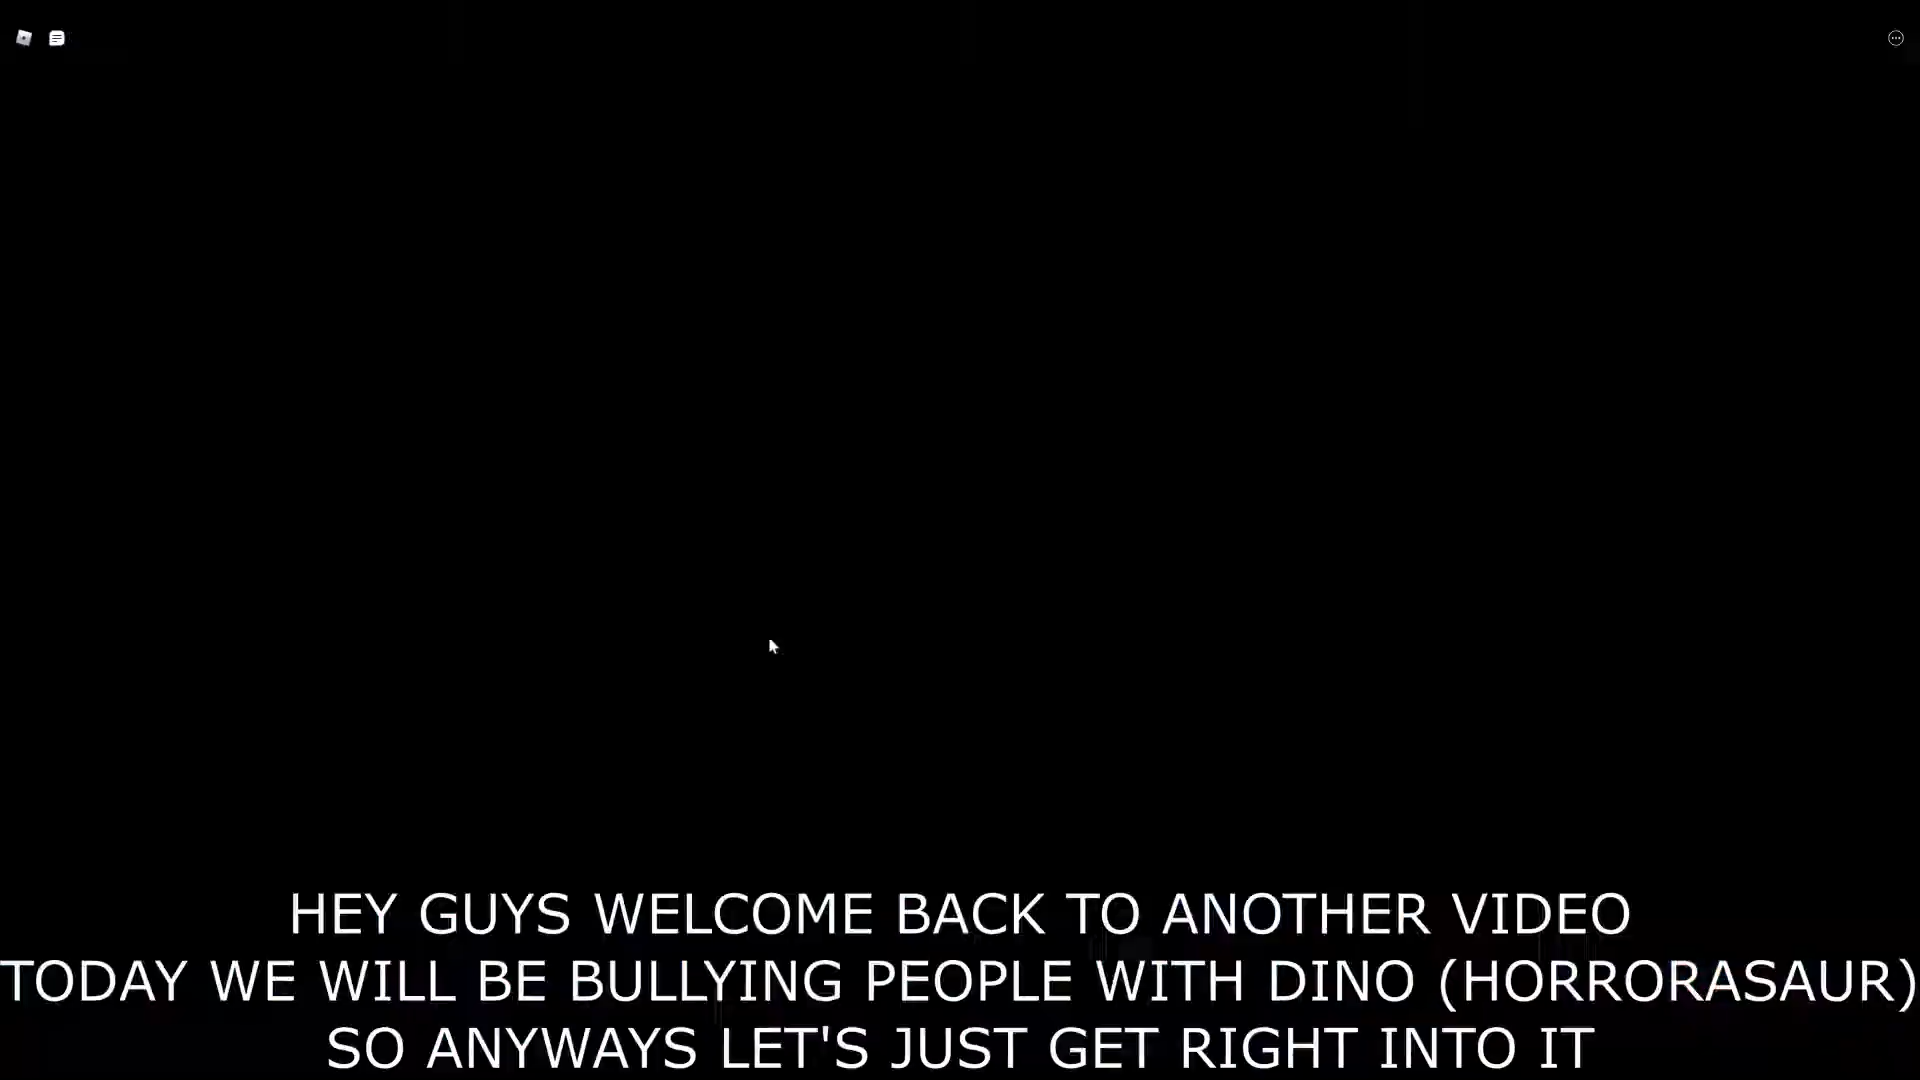 HEY GUYS WELCOME BACK TO ANOTHER VIDEO
TODAY WE WILL BE BULLYING PEOPLE WITH DINO (HORRORASAUR)
SO ANYWAYS LET'S JUST GET RIGHT INTO IT